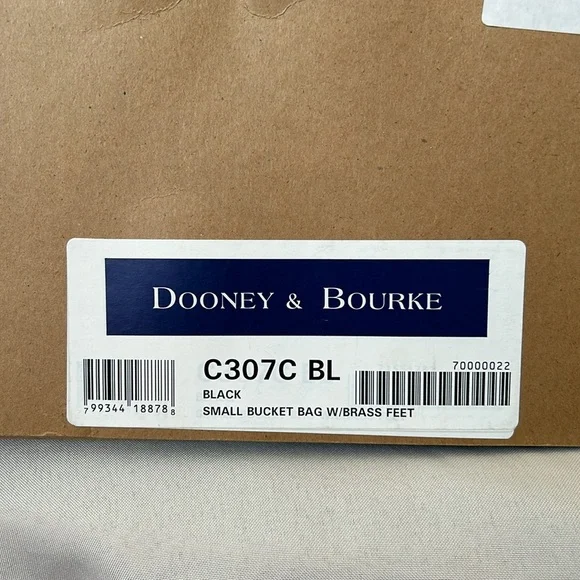 DOONEY & BOURKE
C307C BL
70000022
BLACK
SMALL BUCKET BAG W/BRASS FEET
7 99344 18878 8